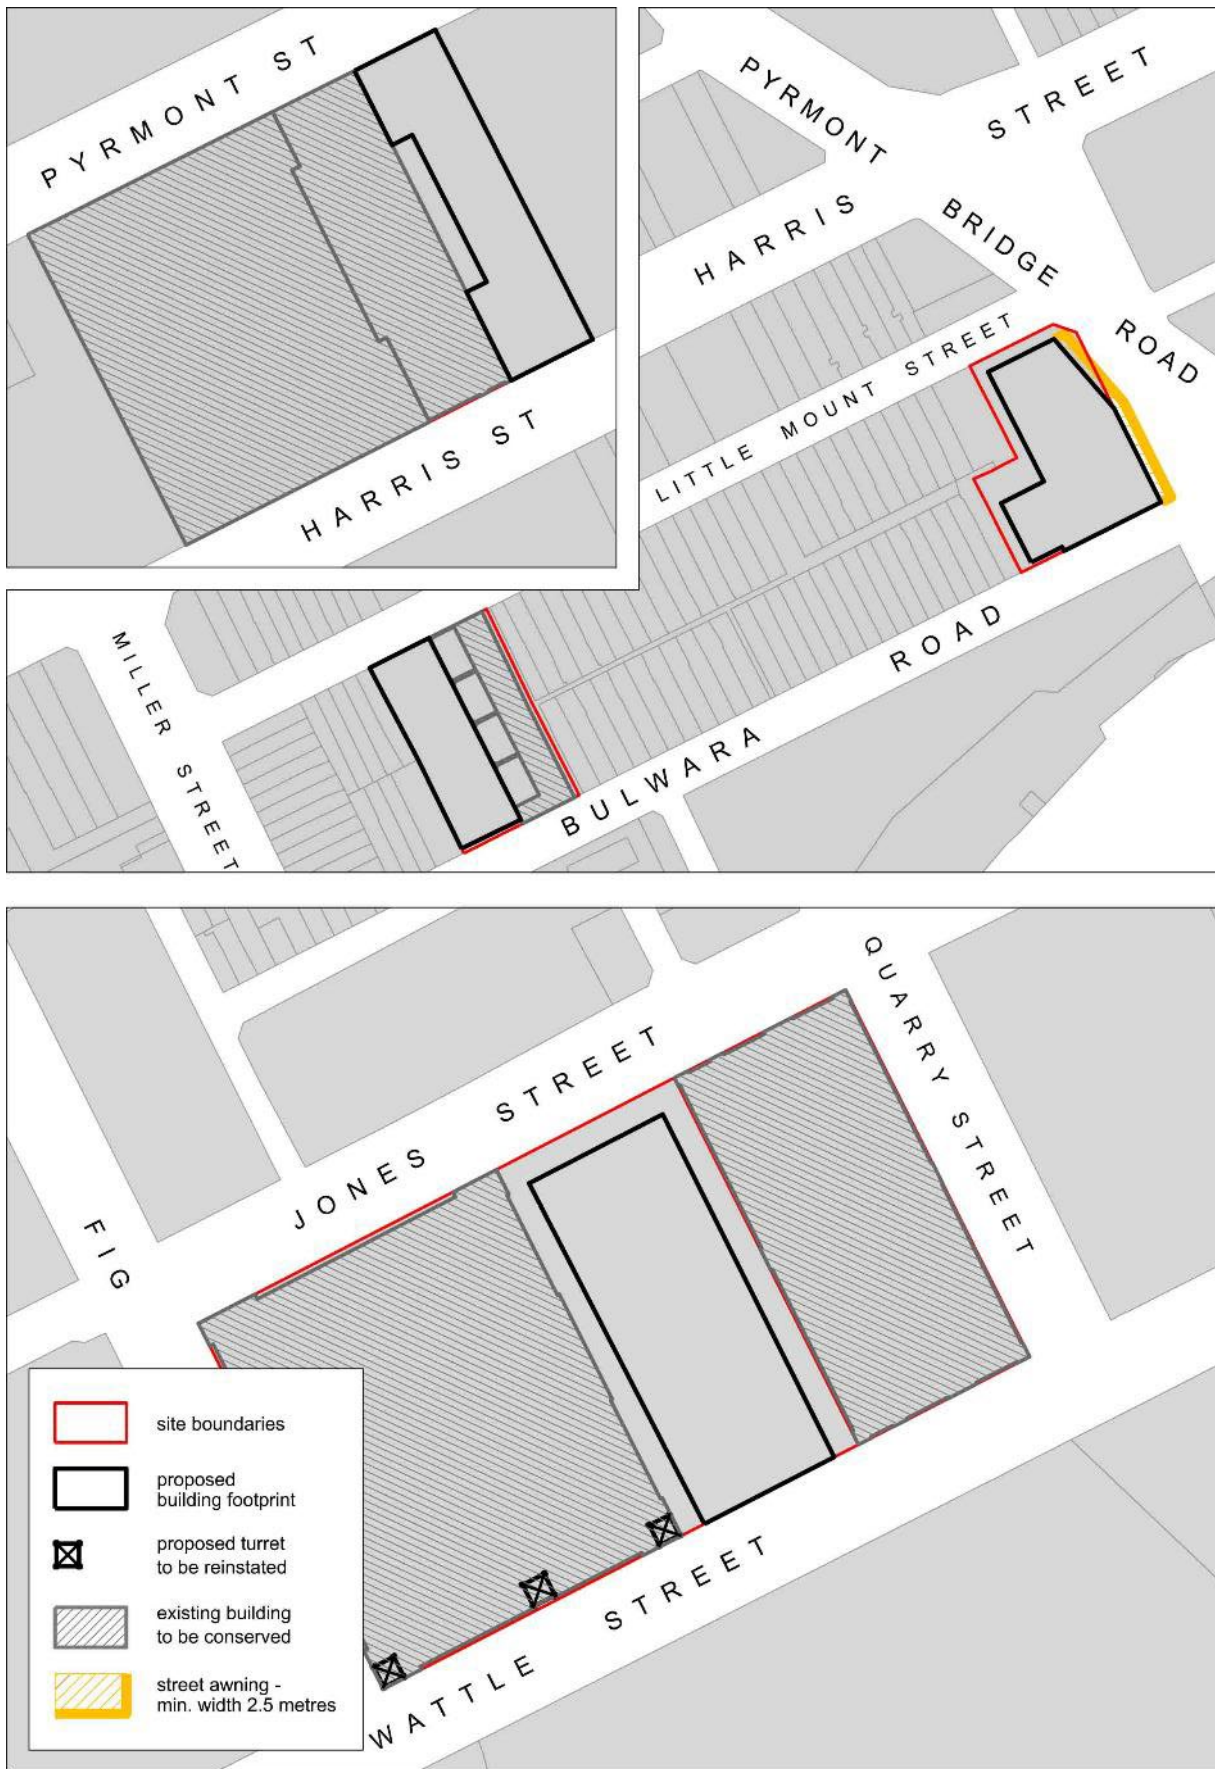 PYRMONT ST
HARRIS ST
PYRMONT
BRIDGE
ROAD
HARRIS STREET
LITTLE MOUNT STREET
BULWARA ROAD
MILLER STREET
JONES STREET
QUARRY STREET
FIG
WATTLE STREET
site boundaries
proposed
building footprint
proposed turret
to be reinstated
existing building
to be conserved
street awning -
min. width 2.5 metres